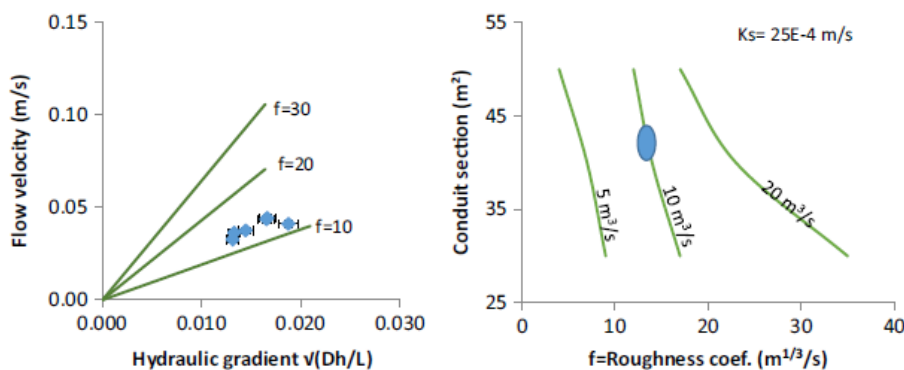 0.15
0.10
0.05
0.00
Flow velocity (m/s)
f=30
f=20
f=10
0.000
0.010
0.020
0.030
Hydraulic gradient √(Dh/L)
55
45
35
25
Conduit section (m²)
Ks= 25E-4 m/s
5 m³/s
10 m³/s
20 m³/s
0
10
20
30
40
f=Roughness coef. (m¹ᐟ³/s)